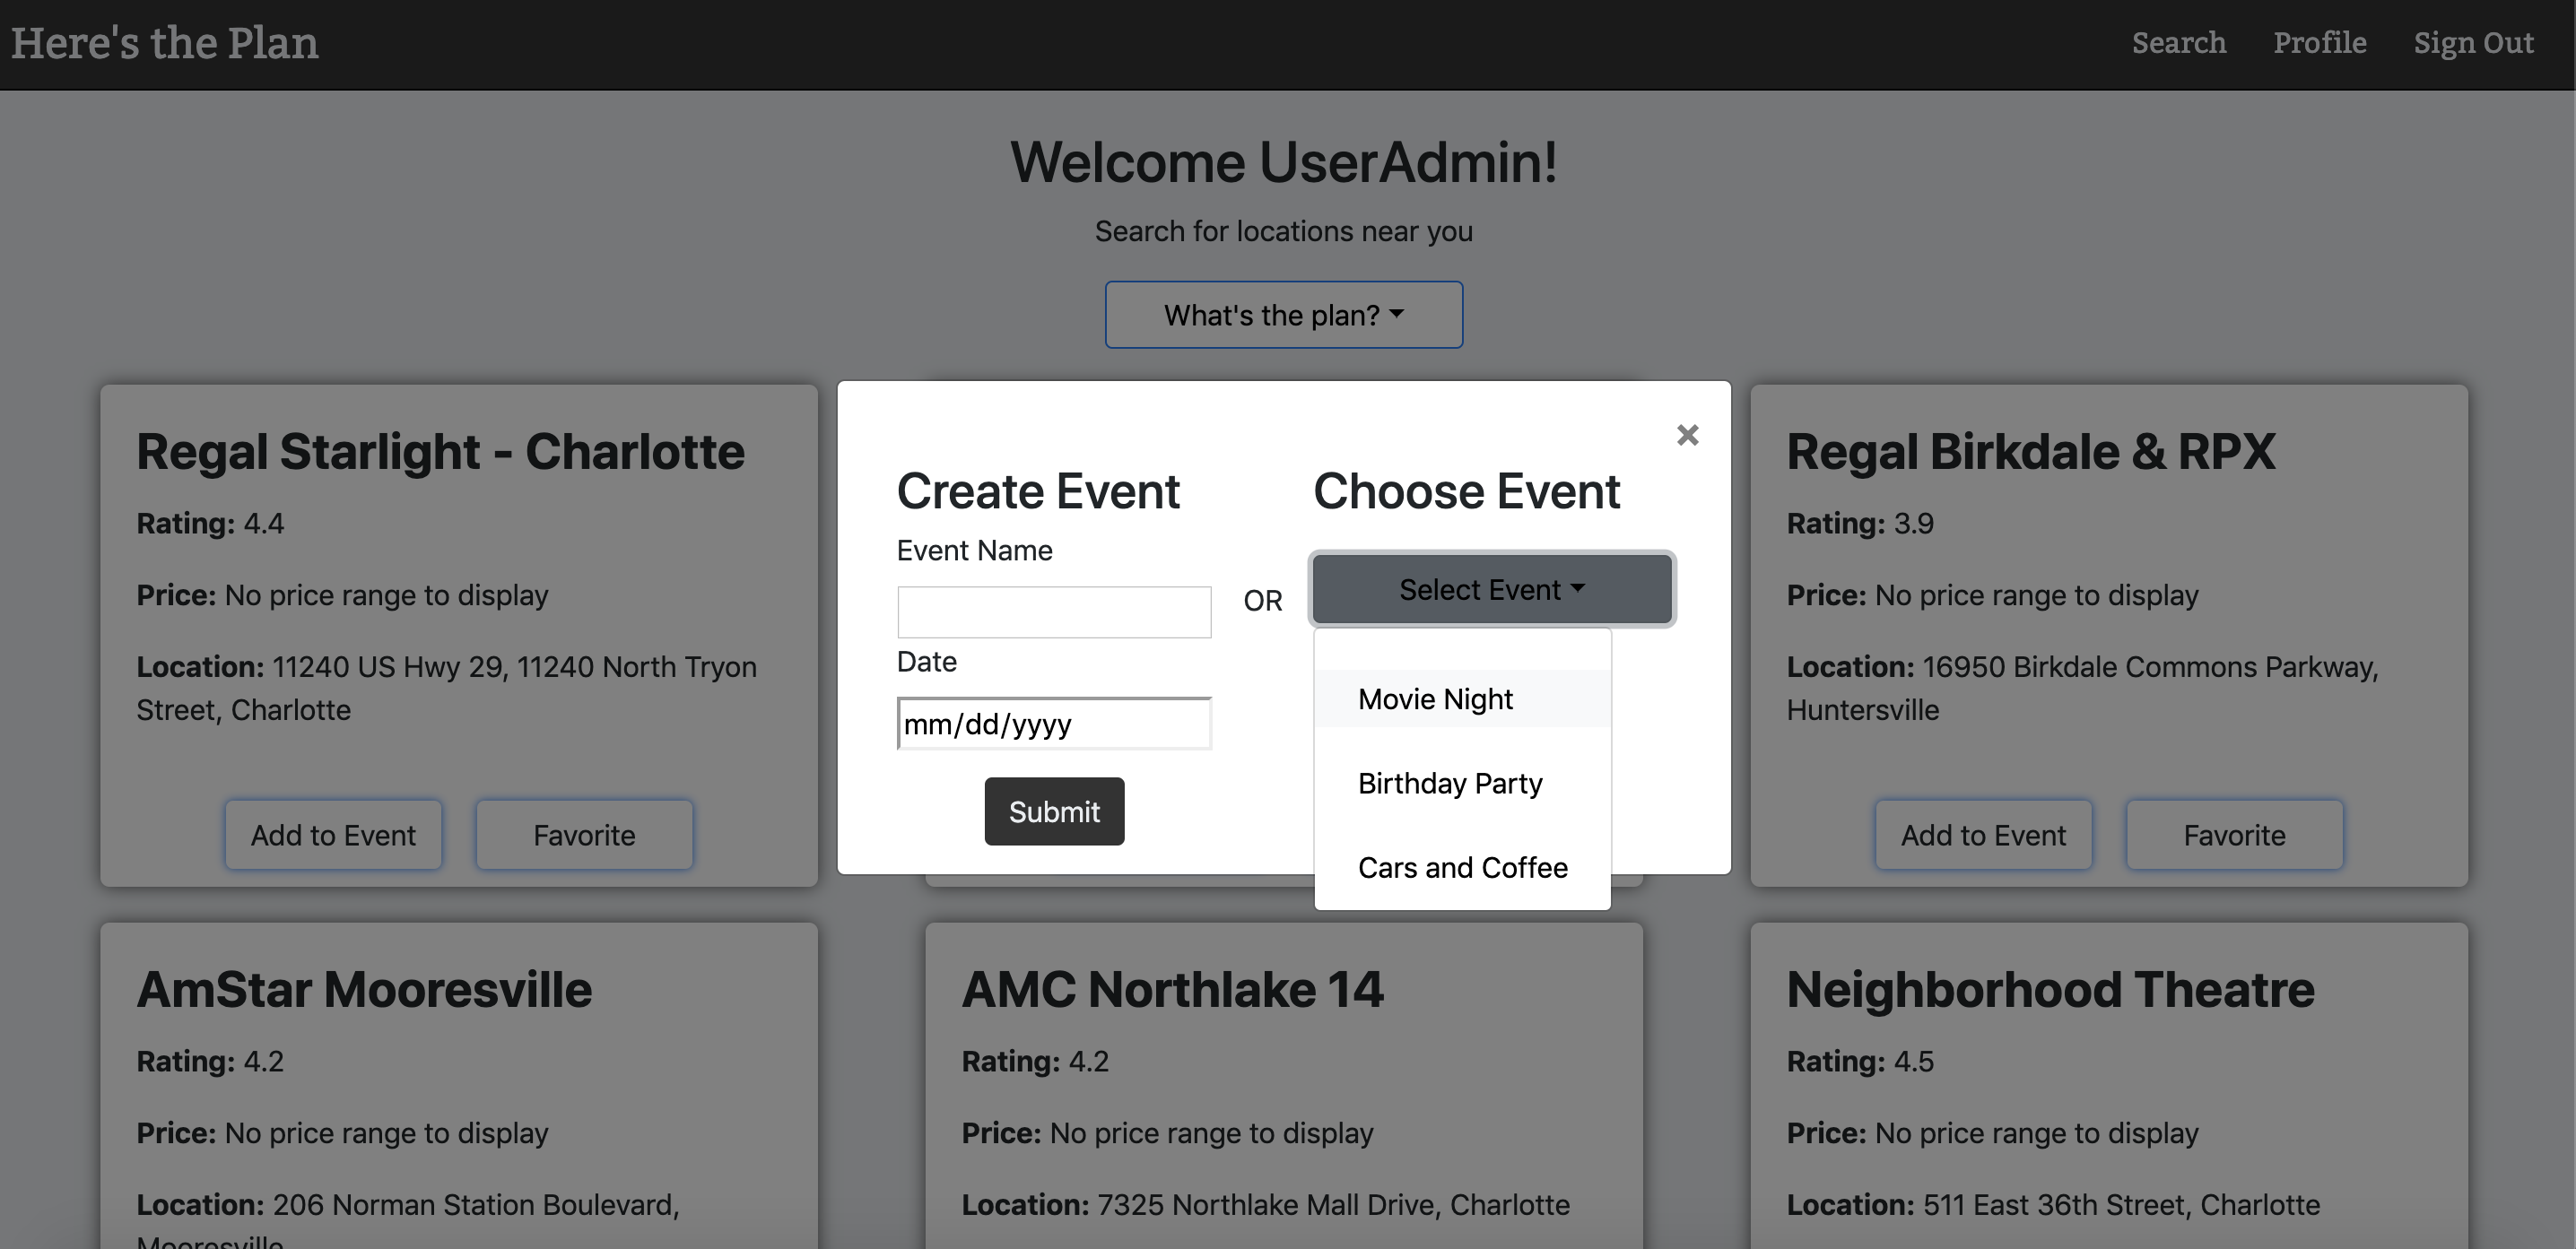 Here's the Plan
Search Profile Sign Out
Welcome UserAdmin!
Search for locations near you
What's the plan?
Regal Starlight - Charlotte
Rating: 4.4
Price: No price range to display
Location: 11240 US Hwy 29, 11240 North Tryon
Street, Charlotte
Add to Event Favorite
×
Create Event
Event Name
Date
mm/dd/yyyy
Submit
OR
Choose Event
Select Event
Movie Night
Birthday Party
Cars and Coffee
Regal Birkdale & RPX
Rating: 3.9
Price: No price range to display
Location: 16950 Birkdale Commons Parkway,
Huntersville
Add to Event Favorite
AmStar Mooresville
Rating: 4.2
Price: No price range to display
Location: 206 Norman Station Boulevard,
Mooresville
AMC Northlake 14
Rating: 4.2
Price: No price range to display
Location: 7325 Northlake Mall Drive, Charlotte
Neighborhood Theatre
Rating: 4.5
Price: No price range to display
Location: 511 East 36th Street, Charlotte